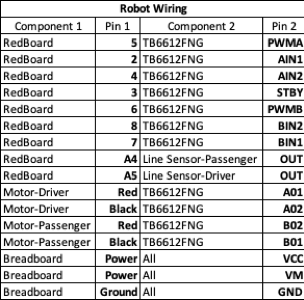 Robot Wiring
Component 1 Pin 1 Component 2 Pin 2
RedBoard 5 TB6612FNG PWMA
RedBoard 2 TB6612FNG AIN1
RedBoard 4 TB6612FNG AIN2
RedBoard 3 TB6612FNG STBY
RedBoard 6 TB6612FNG PWMB
RedBoard 8 TB6612FNG BIN2
RedBoard 7 TB6612FNG BIN1
RedBoard A4 Line Sensor-Passenger OUT
RedBoard A5 Line Sensor-Driver OUT
Motor-Driver Red TB6612FNG A01
Motor-Driver Black TB6612FNG A02
Motor-Passenger Red TB6612FNG B02
Motor-Passenger Black TB6612FNG B01
Breadboard Power All VCC
Breadboard Power All VM
Breadboard Ground All GND